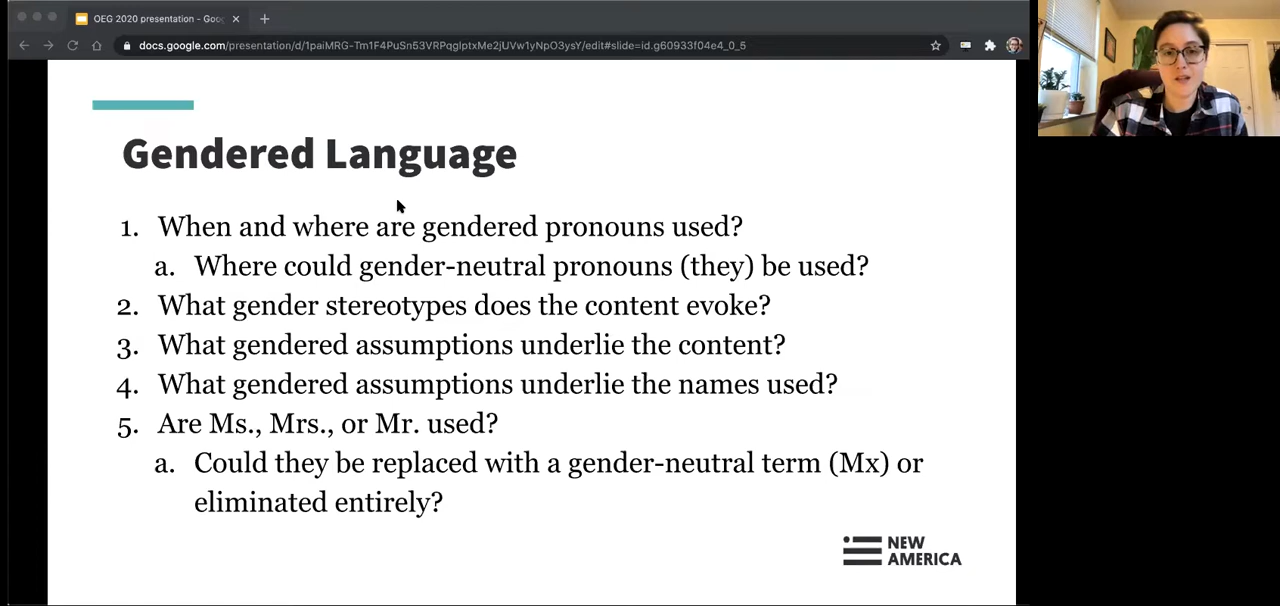 OEG 2020 presentation - Goo
docs.google.com/presentation/d/1paiMRG-Tm1F4PuSn53VRPqglptxMe2jUVw1yNpO3ysY/edit#slide=id.g60933f04e4_0_5
Gendered Language
1. When and where are gendered pronouns used?
a. Where could gender-neutral pronouns (they) be used?
2. What gender stereotypes does the content evoke?
3. What gendered assumptions underlie the content?
4. What gendered assumptions underlie the names used?
5. Are Ms., Mrs., or Mr. used?
a. Could they be replaced with a gender-neutral term (Mx) or
eliminated entirely?
NEW
AMERICA